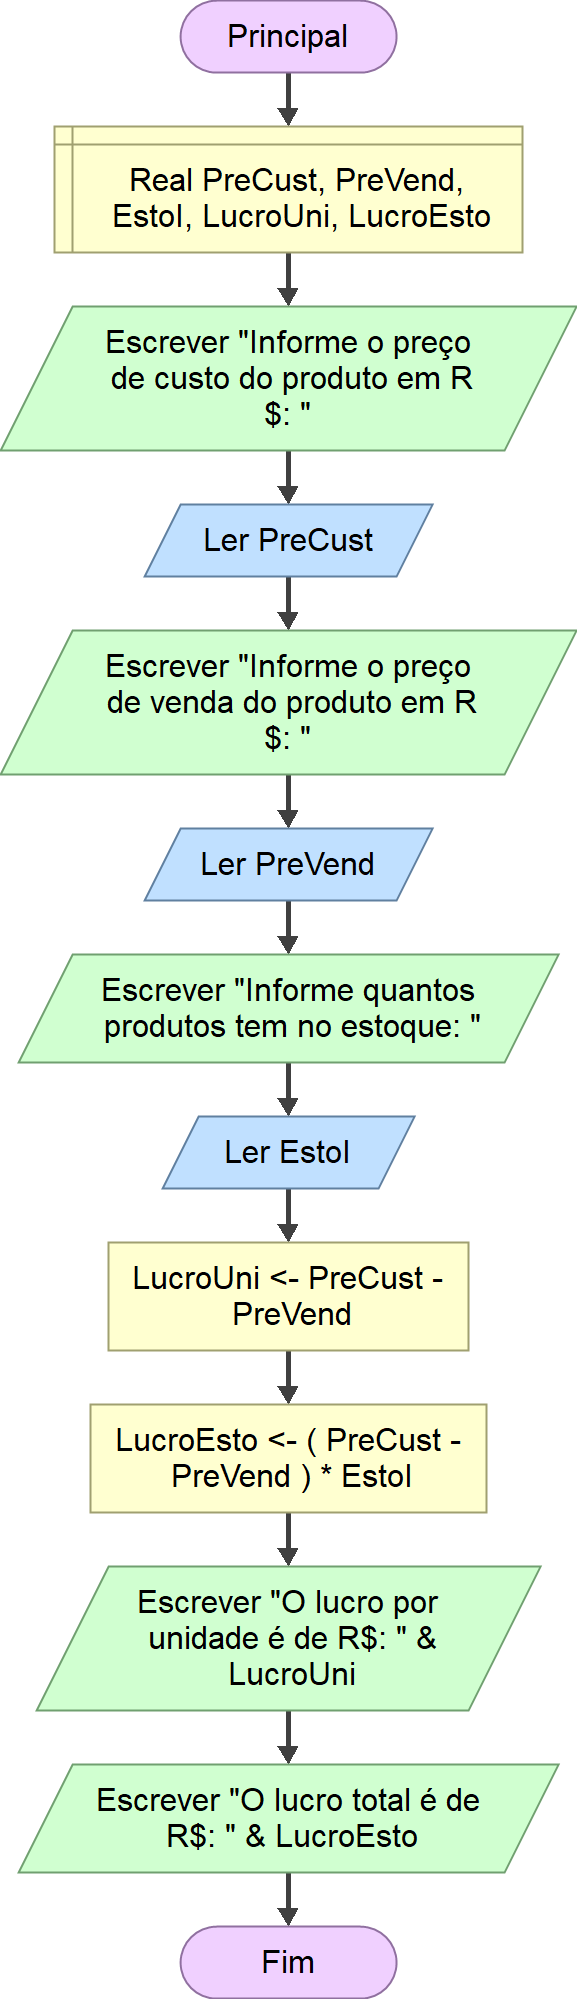 Principal
Real PreCust, PreVend,
Estol, LucroUni, LucroEsto
Escrever "Informe o preço
de custo do produto em R
$: "
Ler PreCust
Escrever "Informe o preço
de venda do produto em R
$: "
Ler PreVend
Escrever "Informe quantos
produtos tem no estoque: "
Ler Estol
LucroUni <- PreCust -
PreVend
LucroEsto <- ( PreCust -
PreVend ) * Estol
Escrever "O lucro por
unidade é de R$: " &
LucroUni
Escrever "O lucro total é de
R$: " & LucroEsto
Fim